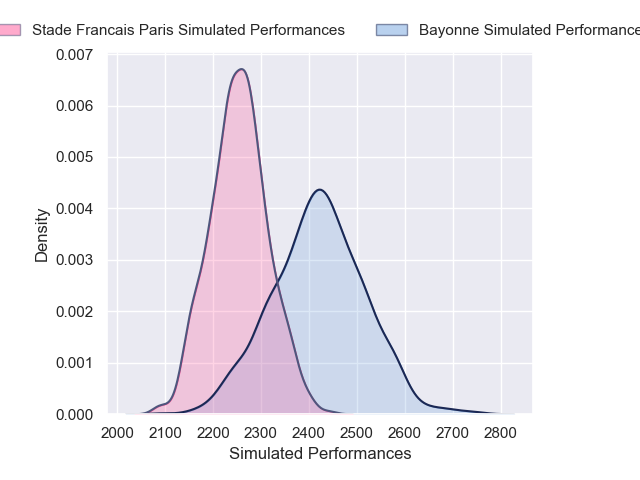 Stade Francais Paris Simulated Performances Bayonne Simulated Performance
0.007
0.006
0.005
0.004
0.003
0.002
0.001
0.000
Density
2000 2100 2200 2300 2400 2500 2600 2700 2800
Simulated Performances